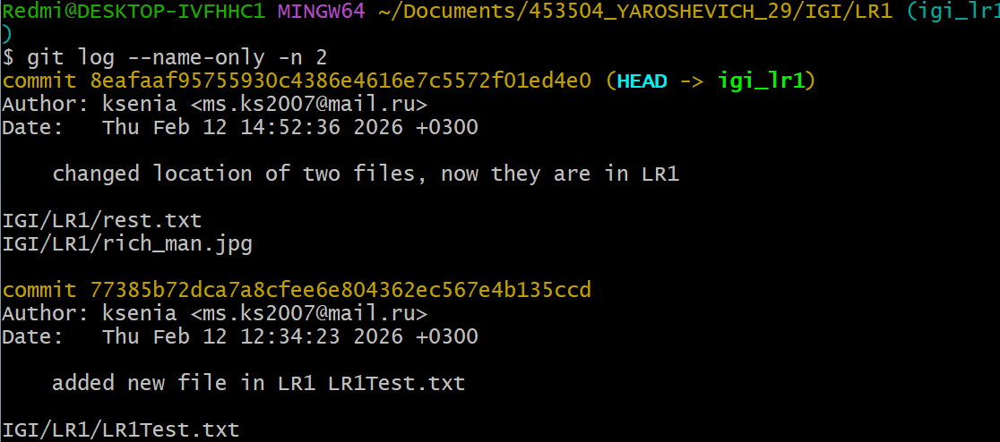 Redmi@DESKTOP-IVFHHC1 MINGW64 ~/Documents/453504_YAROSHEVICH_29/IGI/LR1 (igi_lr1
)
$ git log --name-only -n 2
commit 8eafaaf95755930c4386e4616e7c5572f01ed4e0 (HEAD -> igi_lr1)
Author: ksenia <ms.ks2007@mail.ru>
Date:   Thu Feb 12 14:52:36 2026 +0300

    changed location of two files, now they are in LR1

IGI/LR1/rest.txt
IGI/LR1/rich_man.jpg

commit 77385b72dca7a8cfee6e804362ec567e4b135ccd
Author: ksenia <ms.ks2007@mail.ru>
Date:   Thu Feb 12 12:34:23 2026 +0300

    added new file in LR1 LR1Test.txt

IGI/LR1/LR1Test.txt